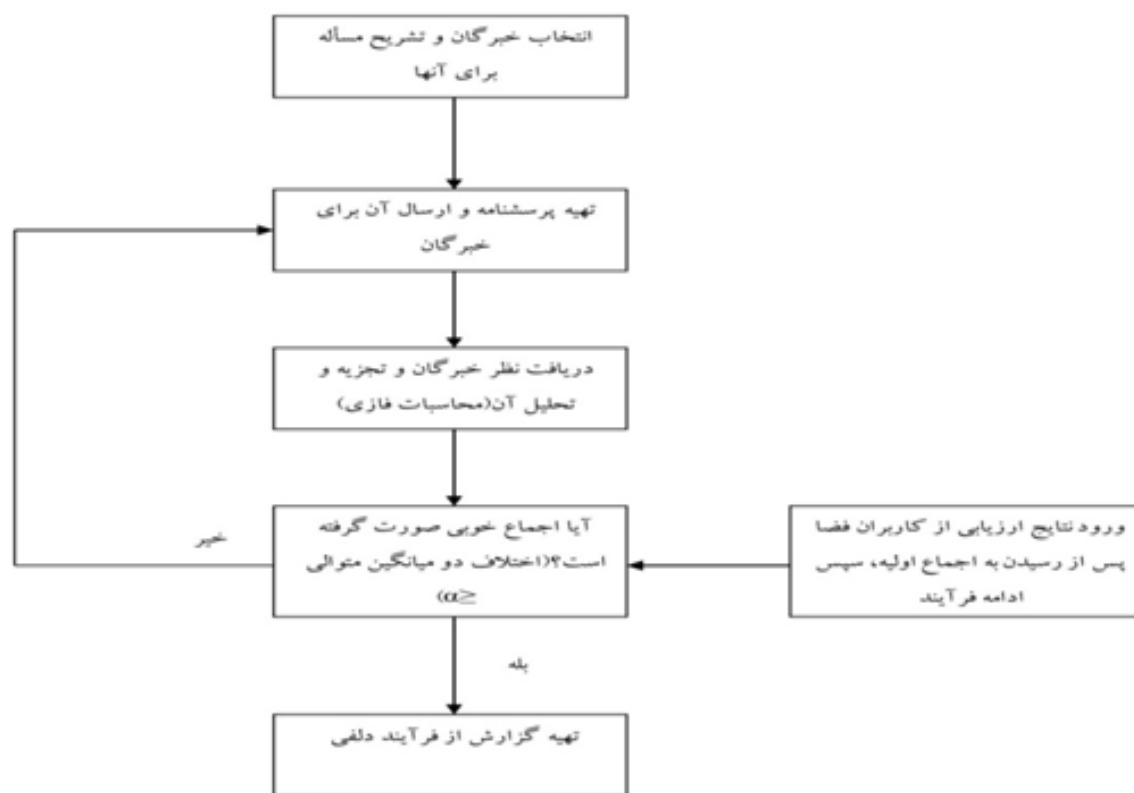 انتخاب خبرگان و تشریح مسأله
برای آنها
تهیه پرسشنامه و ارسال آن برای
خبرگان
دریافت نظر خبرگان و تجزیه و
تحلیل آن(محاسبات فازی)
آیا اجماع خوبی صورت گرفته
است؟(اختلاف دو میانگین متوالی
≤α)
خیر
ورود نتایج ارزیابی از کاربران فضا
پس از رسیدن به اجماع اولیه، سپس
ادامه فرآیند
بله
تهیه گزارش از فرآیند دلفی